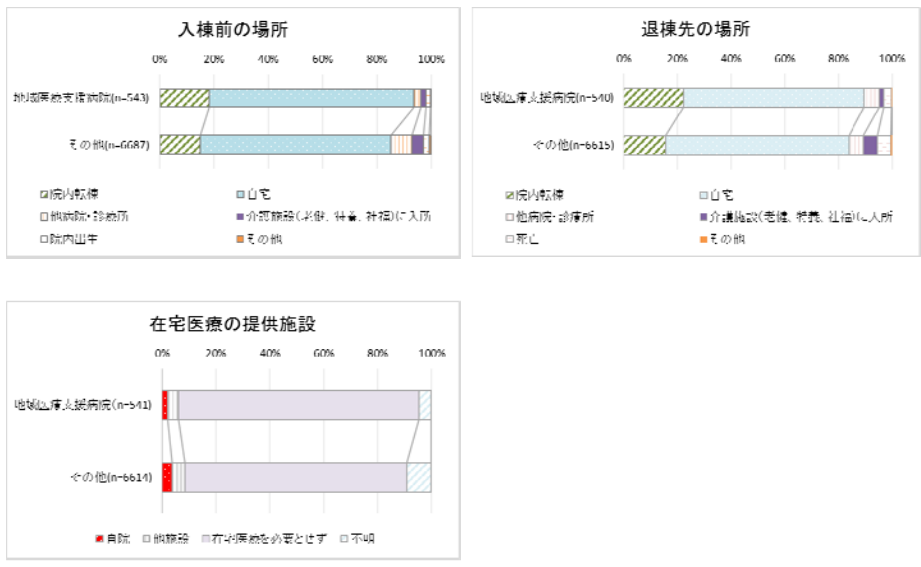 入棟前の場所
0% 20% 40% 60% 80% 100%
地域医療支援病院(n=543)
その他(n=6687)
院内転棟 自宅
他病院・診療所 介護施設(老健、特養、社福)に入所
院内出生 その他
退棟先の場所
0% 20% 40% 60% 80% 100%
地域医療支援病院(n=540)
その他(n=6615)
院内転棟 自宅
他病院・診療所 介護施設(老健、特養、社福)に入所
死亡 その他
在宅医療の提供施設
0% 20% 40% 60% 80% 100%
地域医療支援病院(n=541)
その他(n=6614)
自院 他施設 在宅医療を必要とせず 不明